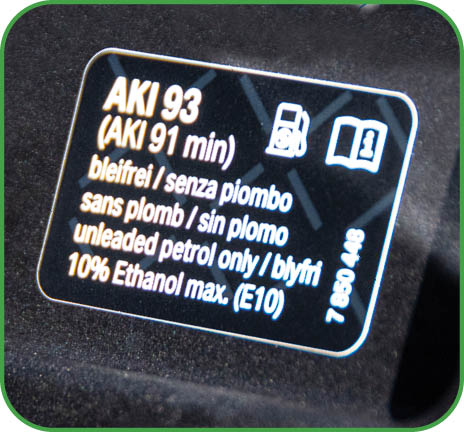 AKI 93
(AKI 91 min)
bleifrei / senza piombo
sans plomb / sin plomo
unleaded petrol only / blyfri
10% Ethanol max. (E10)
7 850 448